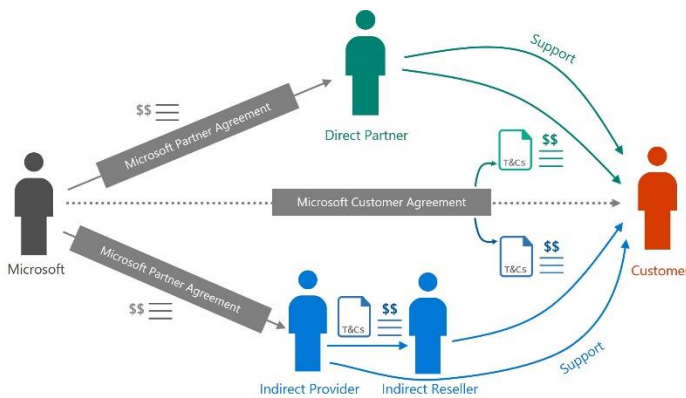 Support
$$
Microsoft Partner Agreement
Direct Partner
$$
T&Cs
Microsoft Customer Agreement
Microsoft
$$
T&Cs
Customer
Microsoft Partner Agreement
$$
$$
T&Cs
Support
Indirect Provider
Indirect Reseller